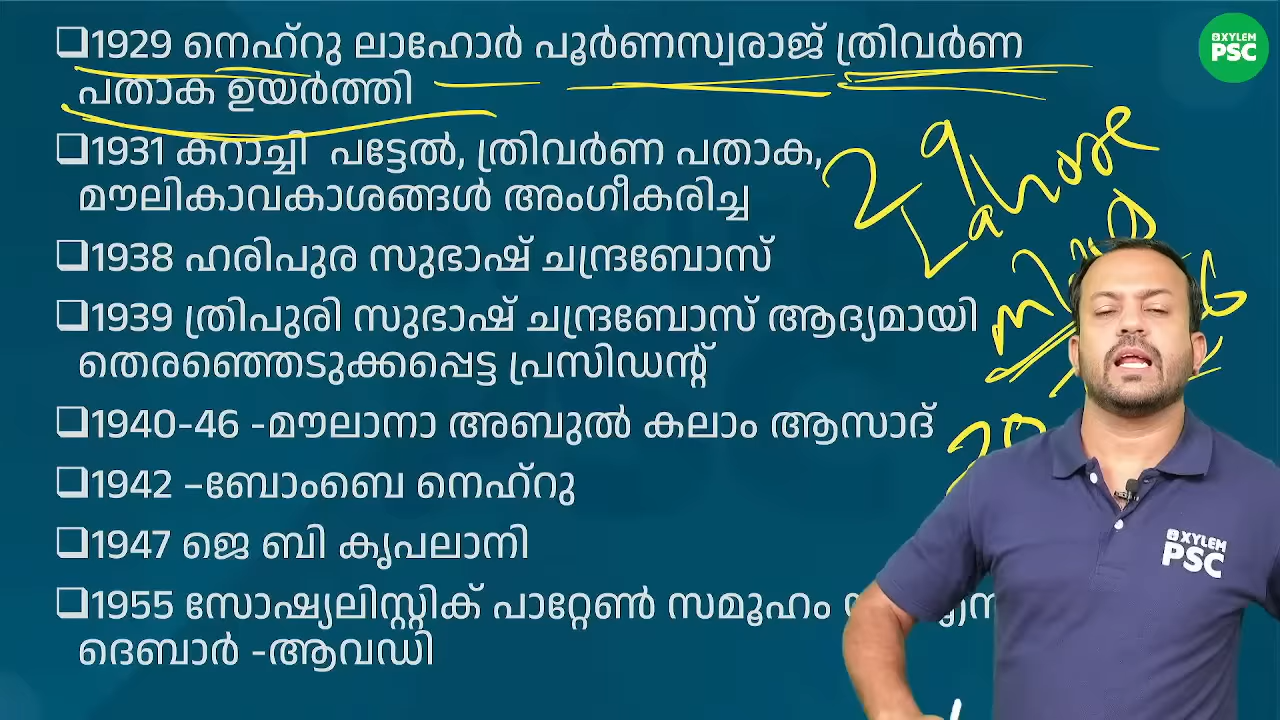 ❑1929 നെഹ്റു ലാഹോർ പൂർണസ്വരാജ് ത്രിവർണ
പതാക ഉയർത്തി
❑1931 കറാച്ചി പട്ടേൽ, ത്രിവർണ പതാക,
മൗലികാവകാശങ്ങൾ അംഗീകരിച്ച
❑1938 ഹരിപുര സുഭാഷ് ചന്ദ്രബോസ്
❑1939 ത്രിപുരി സുഭാഷ് ചന്ദ്രബോസ് ആദ്യമായി
തെരഞ്ഞെടുക്കപ്പെട്ട പ്രസിഡന്റ്
❑1940-46 -മൗലാനാ അബുൽ കലാം ആസാദ്
❑1942 –ബോംബെ നെഹ്റു
❑1947 ജെ ബി കൃപലാനി
❑1955 സോഷ്യലിസ്റ്റിക് പാറ്റേൺ സമൂഹം
ദെബാർ -ആവഡി
29
Lahore
XYLEM
PSC
XYLEM
PSC